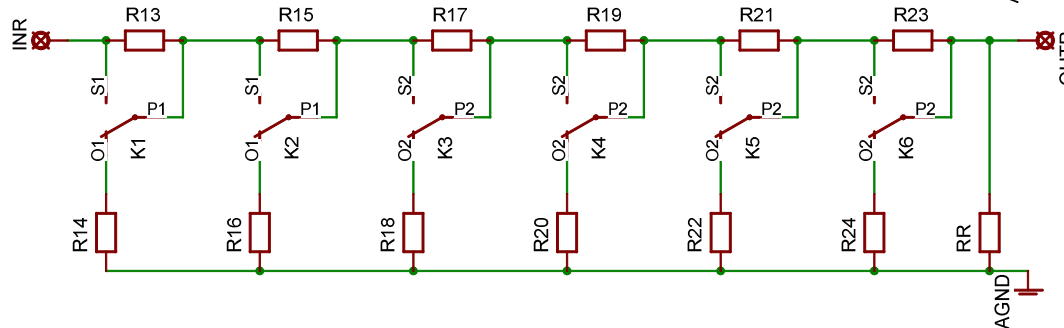 INR
R13
R15
R17
R19
R21
R23
S1
S1
S2
S2
S2
S2
P1
P1
P2
P2
P2
P2
O1
K1
O1
K2
O2
K3
O2
K4
O2
K5
O2
K6
R14
R16
R18
R20
R22
R24
RR
AGND